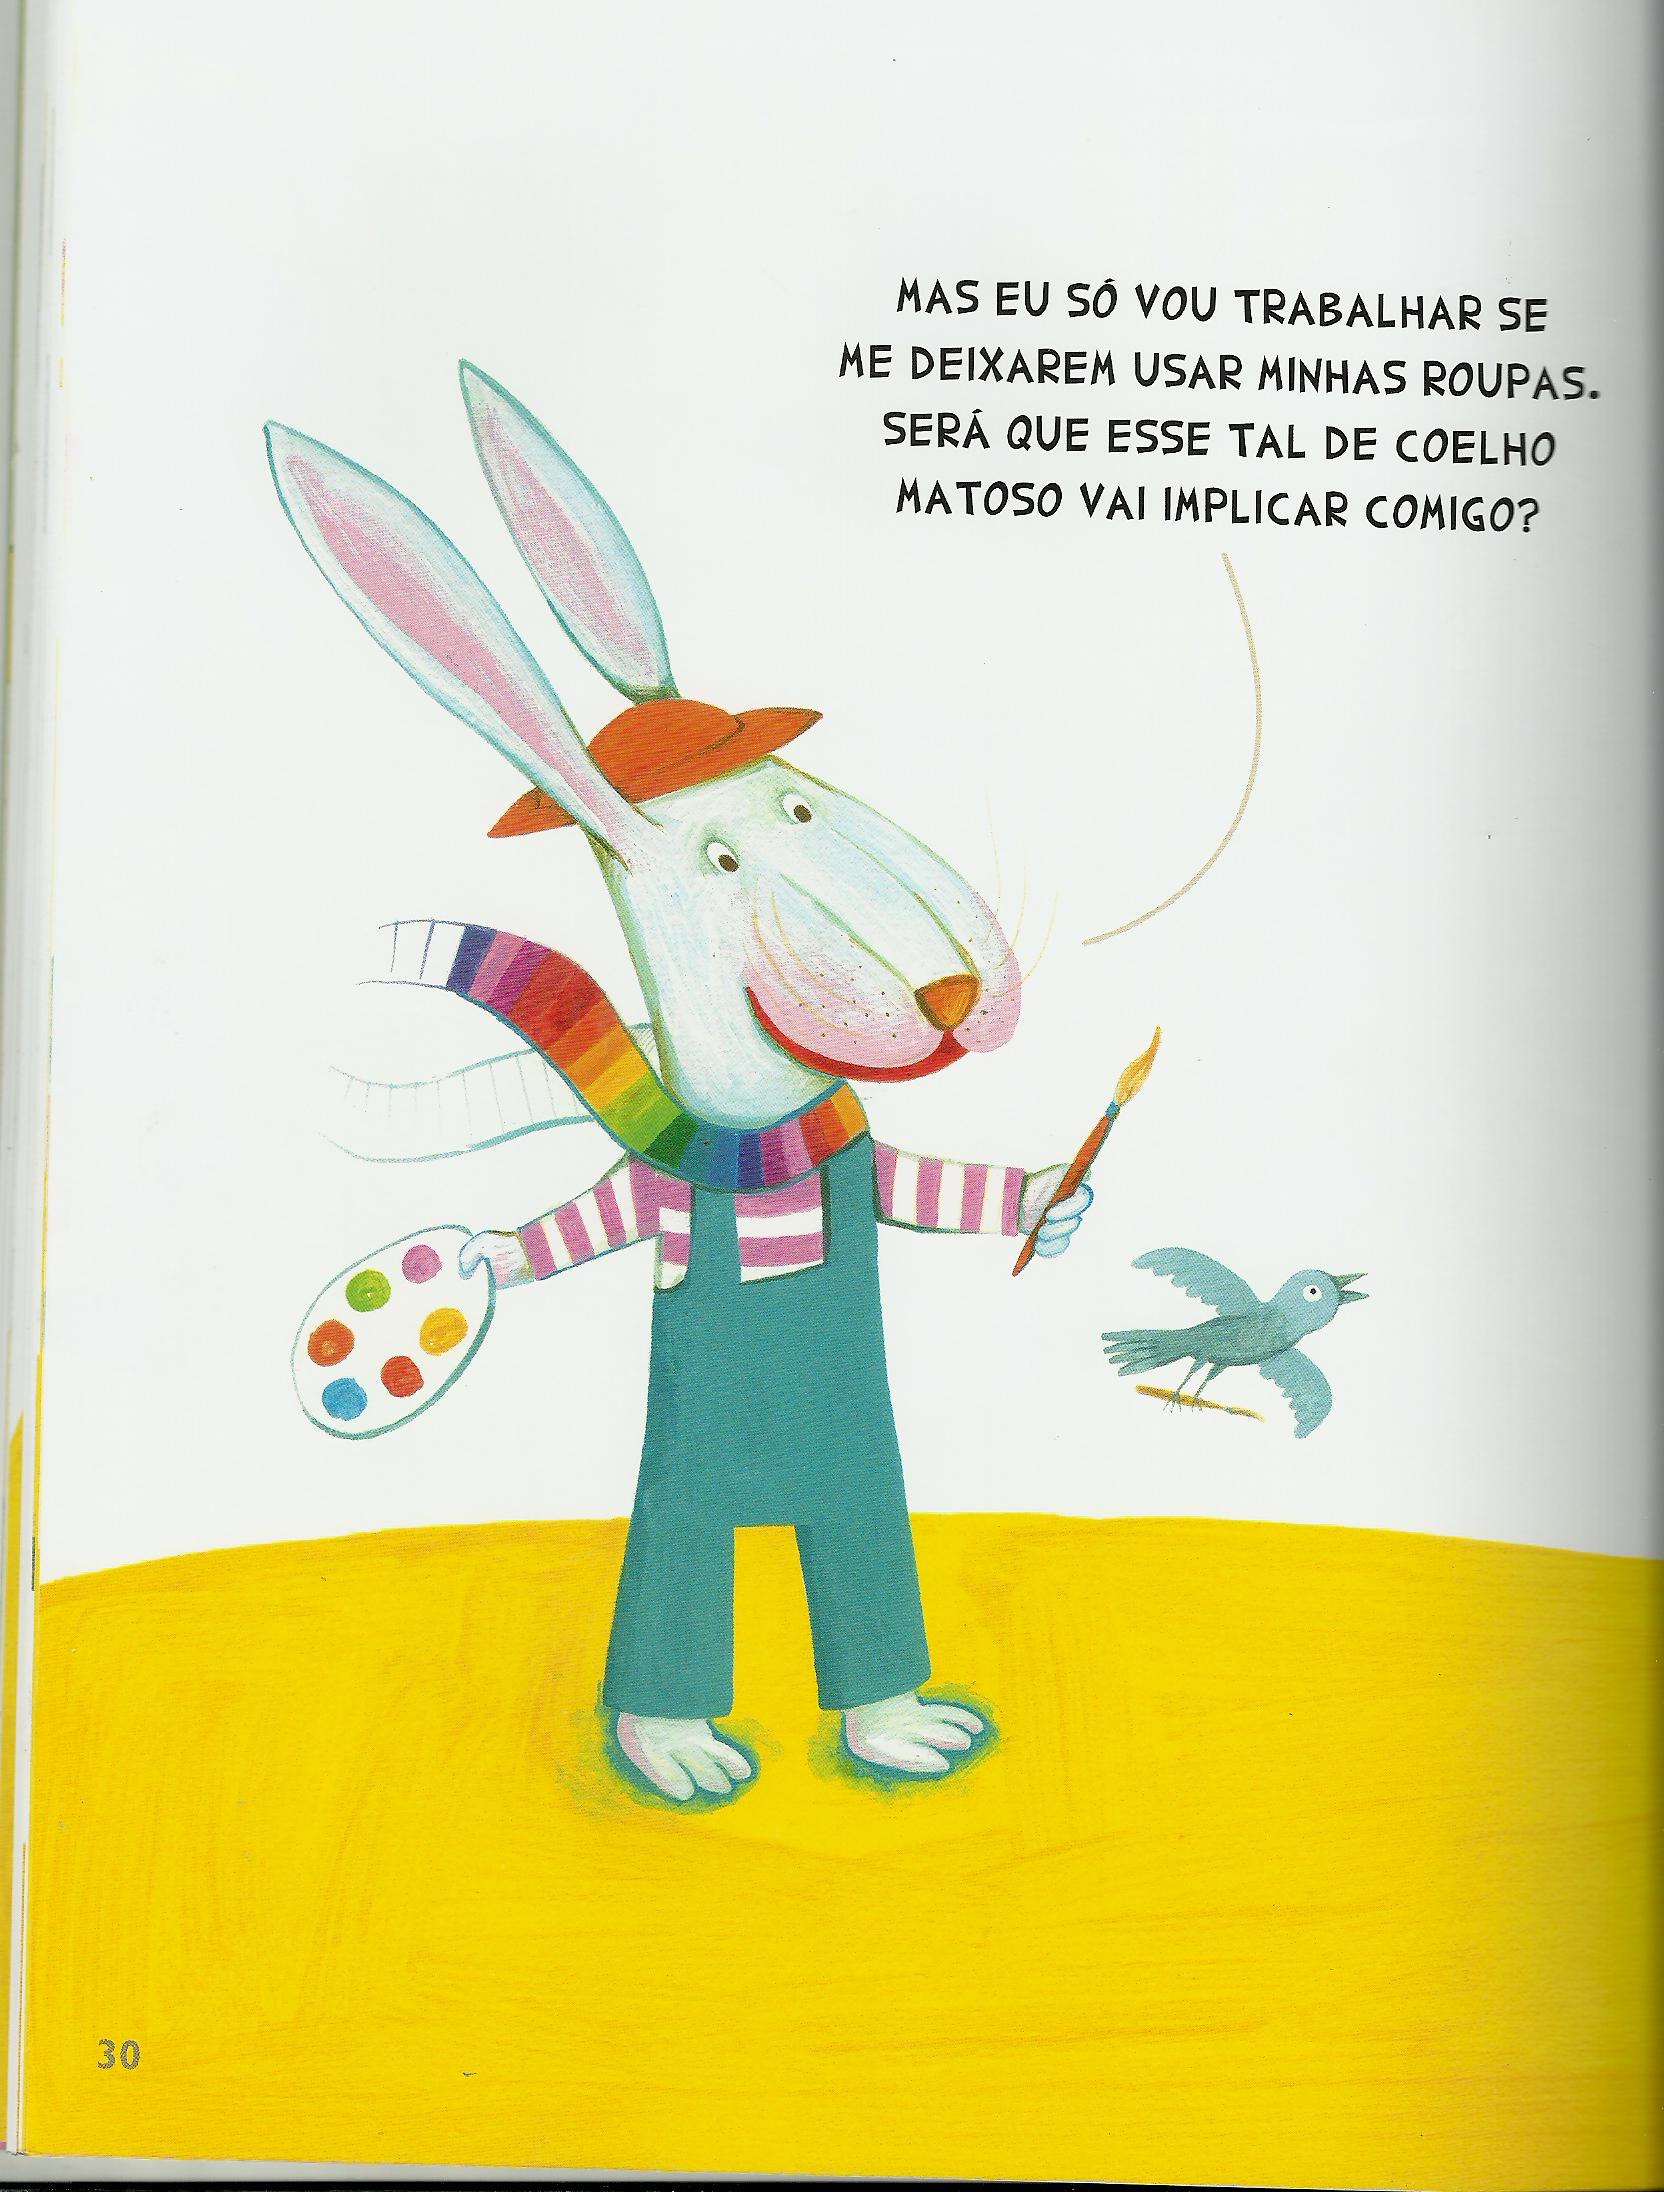 MAS EU SÓ VOU TRABALHAR SE
ME DEIXAREM USAR MINHAS ROUPAS.
SERÁ QUE ESSE TAL DE COELHO
MATOSO VAI IMPLICAR COMIGO?
30